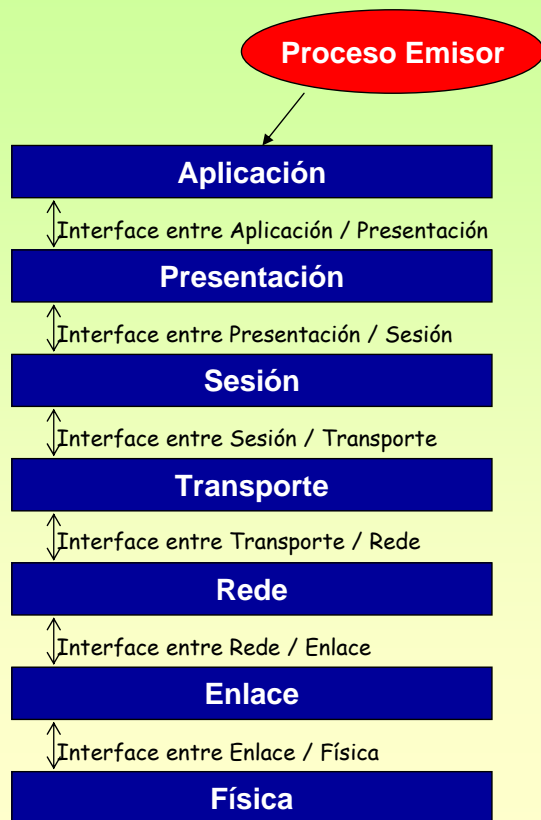 Proceso Emisor
Aplicación
Interface entre Aplicación / Presentación
Presentación
Interface entre Presentación / Sesión
Sesión
Interface entre Sesión / Transporte
Transporte
Interface entre Transporte / Rede
Rede
Interface entre Rede / Enlace
Enlace
Interface entre Enlace / Física
Física